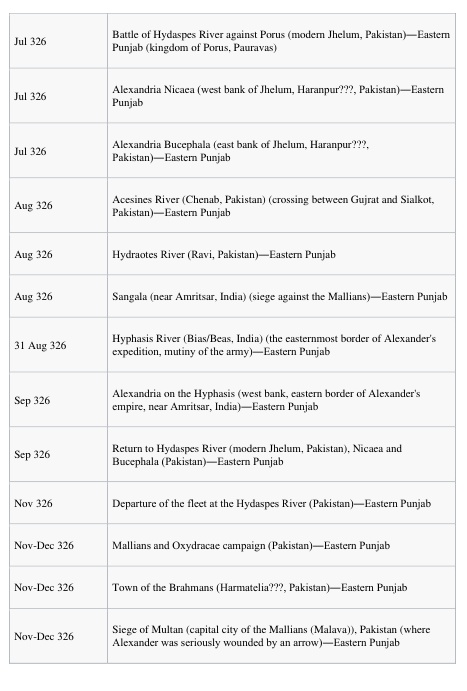 Jul 326
Battle of Hydaspes River against Porus (modern Jhelum, Pakistan)—Eastern
Punjab (kingdom of Porus, Pauravas)
Jul 326
Alexandria Nicaea (west bank of Jhelum, Haranpur???, Pakistan)—Eastern
Punjab
Jul 326
Alexandria Bucephala (east bank of Jhelum, Haranpur???,
Pakistan)—Eastern Punjab
Aug 326
Acesines River (Chenab, Pakistan) (crossing between Gujrat and Sialkot,
Pakistan)—Eastern Punjab
Aug 326
Hydraotes River (Ravi, Pakistan)—Eastern Punjab
Aug 326
Sangala (near Amritsar, India) (siege against the Mallians)—Eastern Punjab
31 Aug 326
Hyphasis River (Bias/Beas, India) (the easternmost border of Alexander's
expedition, mutiny of the army)—Eastern Punjab
Sep 326
Alexandria on the Hyphasis (west bank, eastern border of Alexander's
empire, near Amritsar, India)—Eastern Punjab
Sep 326
Return to Hydaspes River (modern Jhelum, Pakistan), Nicaea and
Bucephala (Pakistan)—Eastern Punjab
Nov 326
Departure of the fleet at the Hydaspes River (Pakistan)—Eastern Punjab
Nov-Dec 326
Mallians and Oxydracae campaign (Pakistan)—Eastern Punjab
Nov-Dec 326
Town of the Brahmans (Harmatelia???, Pakistan)—Eastern Punjab
Nov-Dec 326
Siege of Multan (capital city of the Mallians (Malava)), Pakistan (where
Alexander was seriously wounded by an arrow)—Eastern Punjab